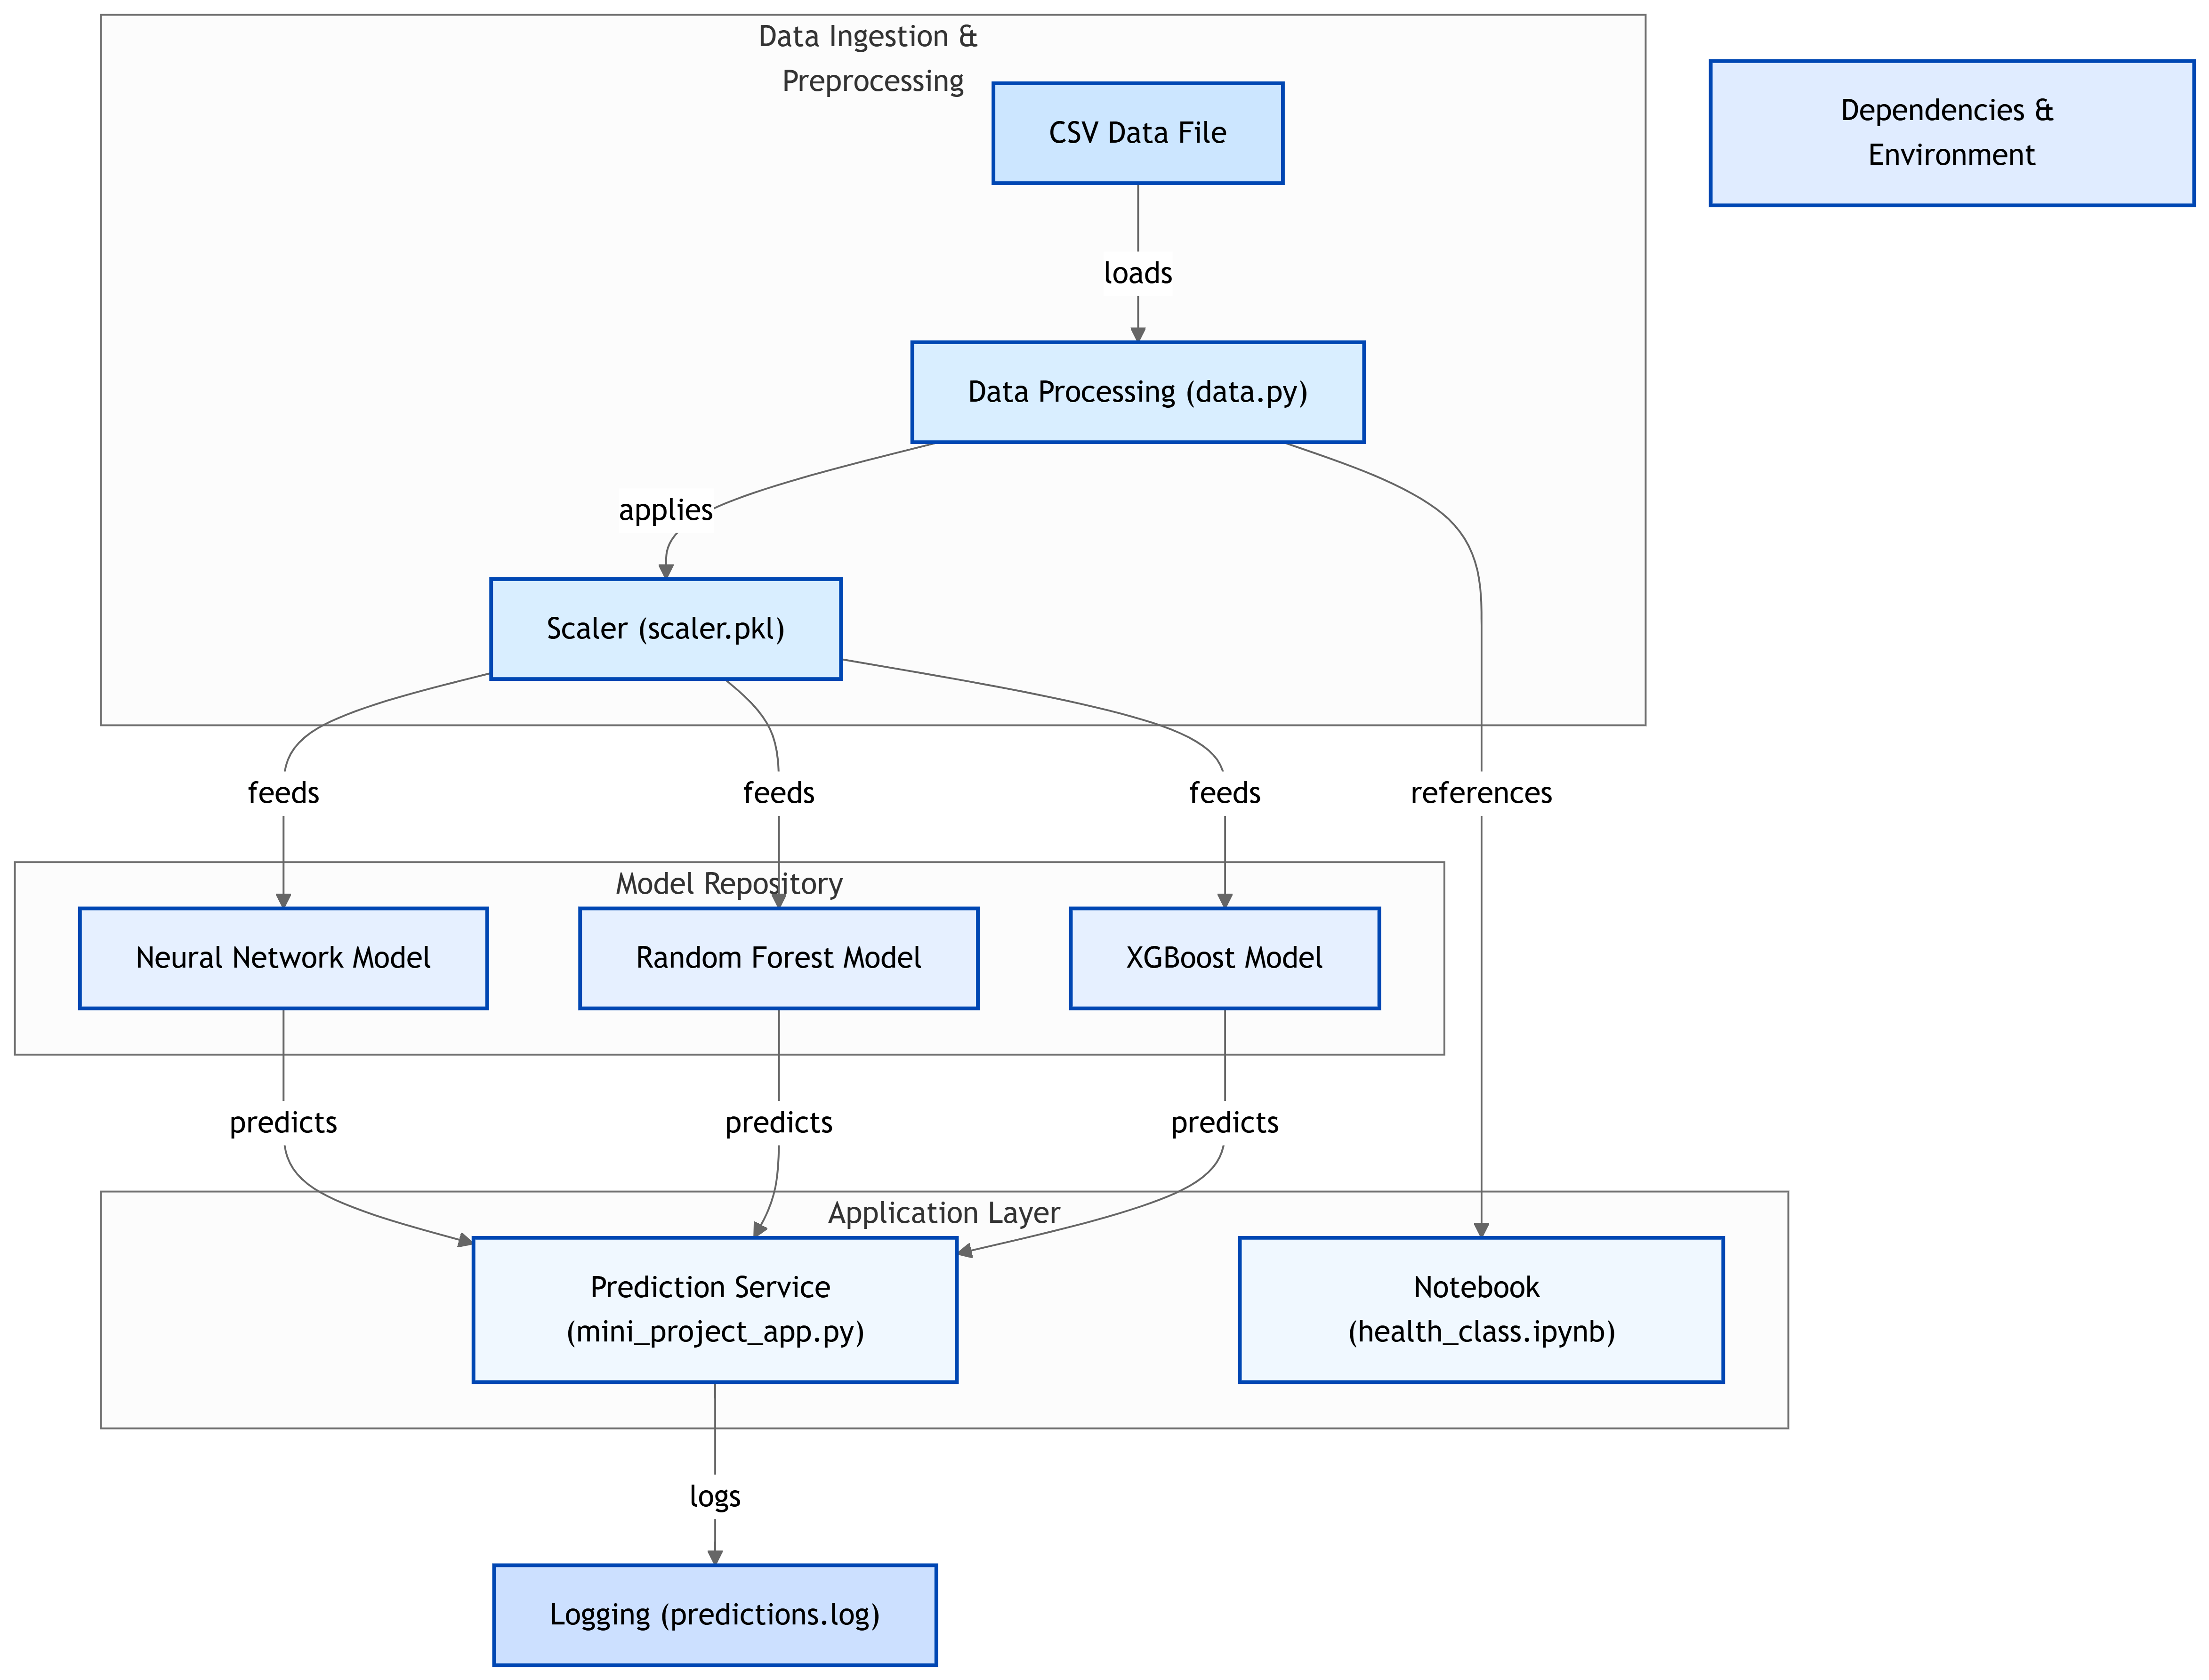 Data Ingestion &
Preprocessing
CSV Data File
Dependencies &
Environment
loads
Data Processing (data.py)
applies
Scaler (scaler.pkl)
feeds
feeds
feeds
references
Model Repository
Neural Network Model
Random Forest Model
XGBoost Model
predicts
predicts
predicts
Application Layer
Prediction Service
(mini_project_app.py)
Notebook
(health_class.ipynb)
logs
Logging (predictions.log)